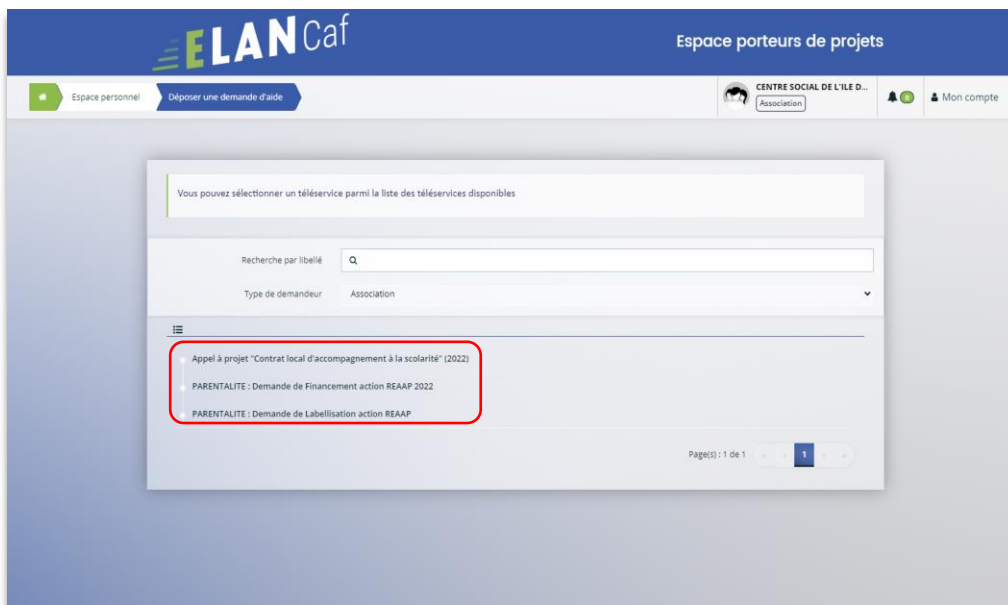 ELAN Caf
Espace porteurs de projets
Espace personnel
Déposer une demande d'aide
CENTRE SOCIAL DE L'ILE D...
Association
Mon compte
Vous pouvez sélectionner un téléservice parmi la liste des téléservices disponibles
Recherche par libellé
Type de demandeur
Association
Appel à projet "Contrat local d'accompagnement à la scolarité" (2022)
PARENTALITE : Demande de Financement action REAAP 2022
PARENTALITE : Demande de Labellisation action REAAP
Page(s) : 1 de 1
1